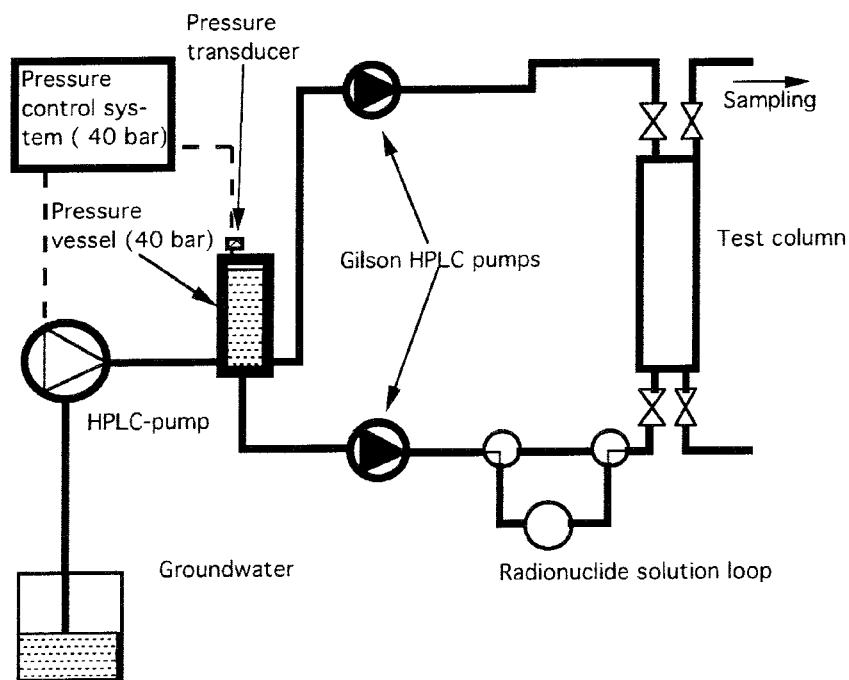 Pressure
transducer
Pressure
control sys-
tem ( 40 bar)
Sampling
Pressure
vessel (40 bar)
Gilson HPLC pumps
Test column
HPLC-pump
Groundwater
Radionuclide solution loop